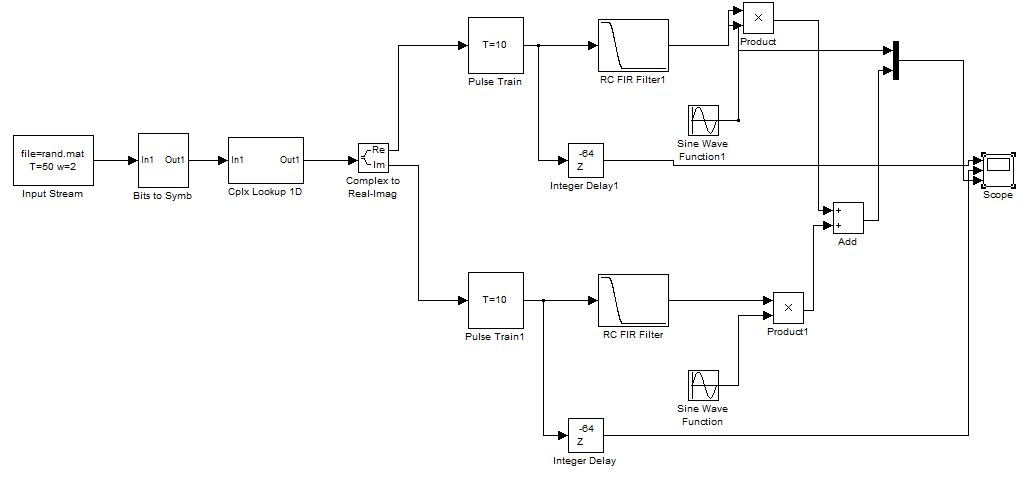 T=10
Pulse Train
RC FIR Filter1
×
Product
Sine Wave
Function1
file=rand.mat
T=50 w=2
Input Stream
In1 Out1
Bits to Symb
In1 Out1
Cplx Lookup 1D
Re
Im
Complex to
Real-Imag
-64
Z
Integer Delay1
Scope
+
+
Add
T=10
Pulse Train1
RC FIR Filter
×
Product1
Sine Wave
Function
-64
Z
Integer Delay